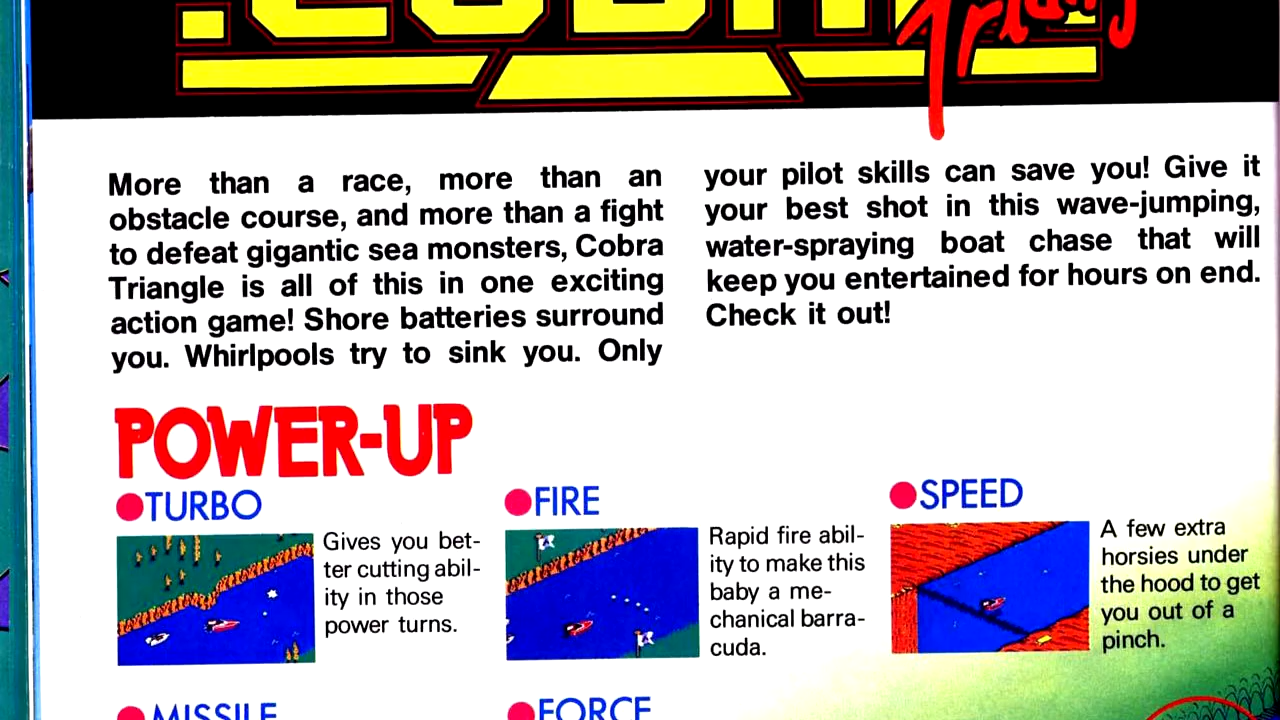 COBRA
Triangle
More than a race, more than an
obstacle course, and more than a fight
to defeat gigantic sea monsters, Cobra
Triangle is all of this in one exciting
action game! Shore batteries surround
you. Whirlpools try to sink you. Only
your pilot skills can save you! Give it
your best shot in this wave-jumping,
water-spraying boat chase that will
keep you entertained for hours on end.
Check it out!
POWER-UP
TURBO
Gives you bet-
ter cutting abil-
ity in those
power turns.
FIRE
Rapid fire abil-
ity to make this
baby a me-
chanical barra-
cuda.
SPEED
A few extra
horsies under
the hood to get
you out of a
pinch.
MISSILE
FORCE